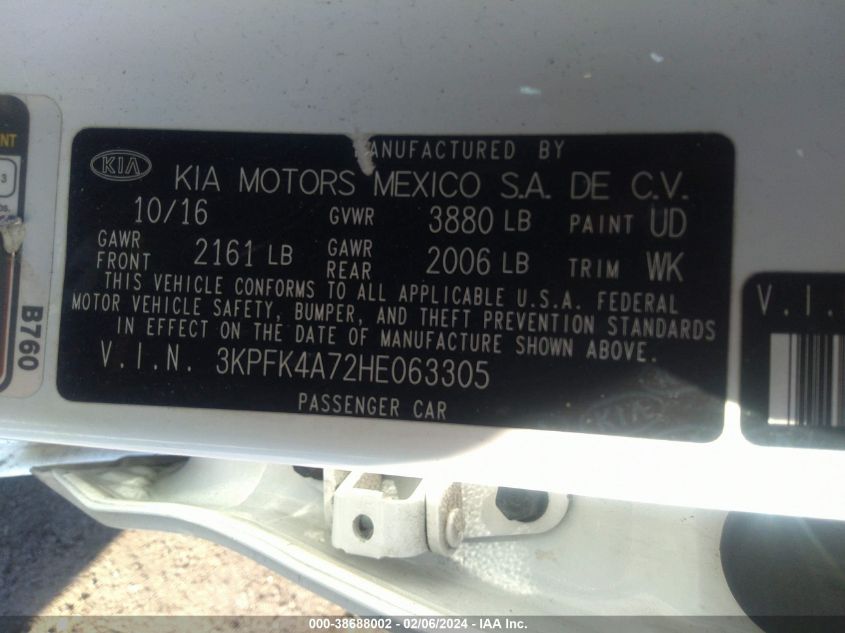 KIA
MANUFACTURED BY
KIA MOTORS MEXICO S.A. DE C.V.
10/16 GVWR 3880 LB PAINT UD
GAWR FRONT 2161 LB GAWR REAR 2006 LB TRIM WK
THIS VEHICLE CONFORMS TO ALL APPLICABLE U.S.A. FEDERAL
MOTOR VEHICLE SAFETY, BUMPER, AND THEFT PREVENTION STANDARDS
IN EFFECT ON THE DATE OF MANUFACTURE SHOWN ABOVE.
V.I.N. 3KPFK4A72HE063305
PASSENGER CAR
KIA
B760
NT
3
V.I.
000-38688002 - 02/06/2024 - IAA Inc.